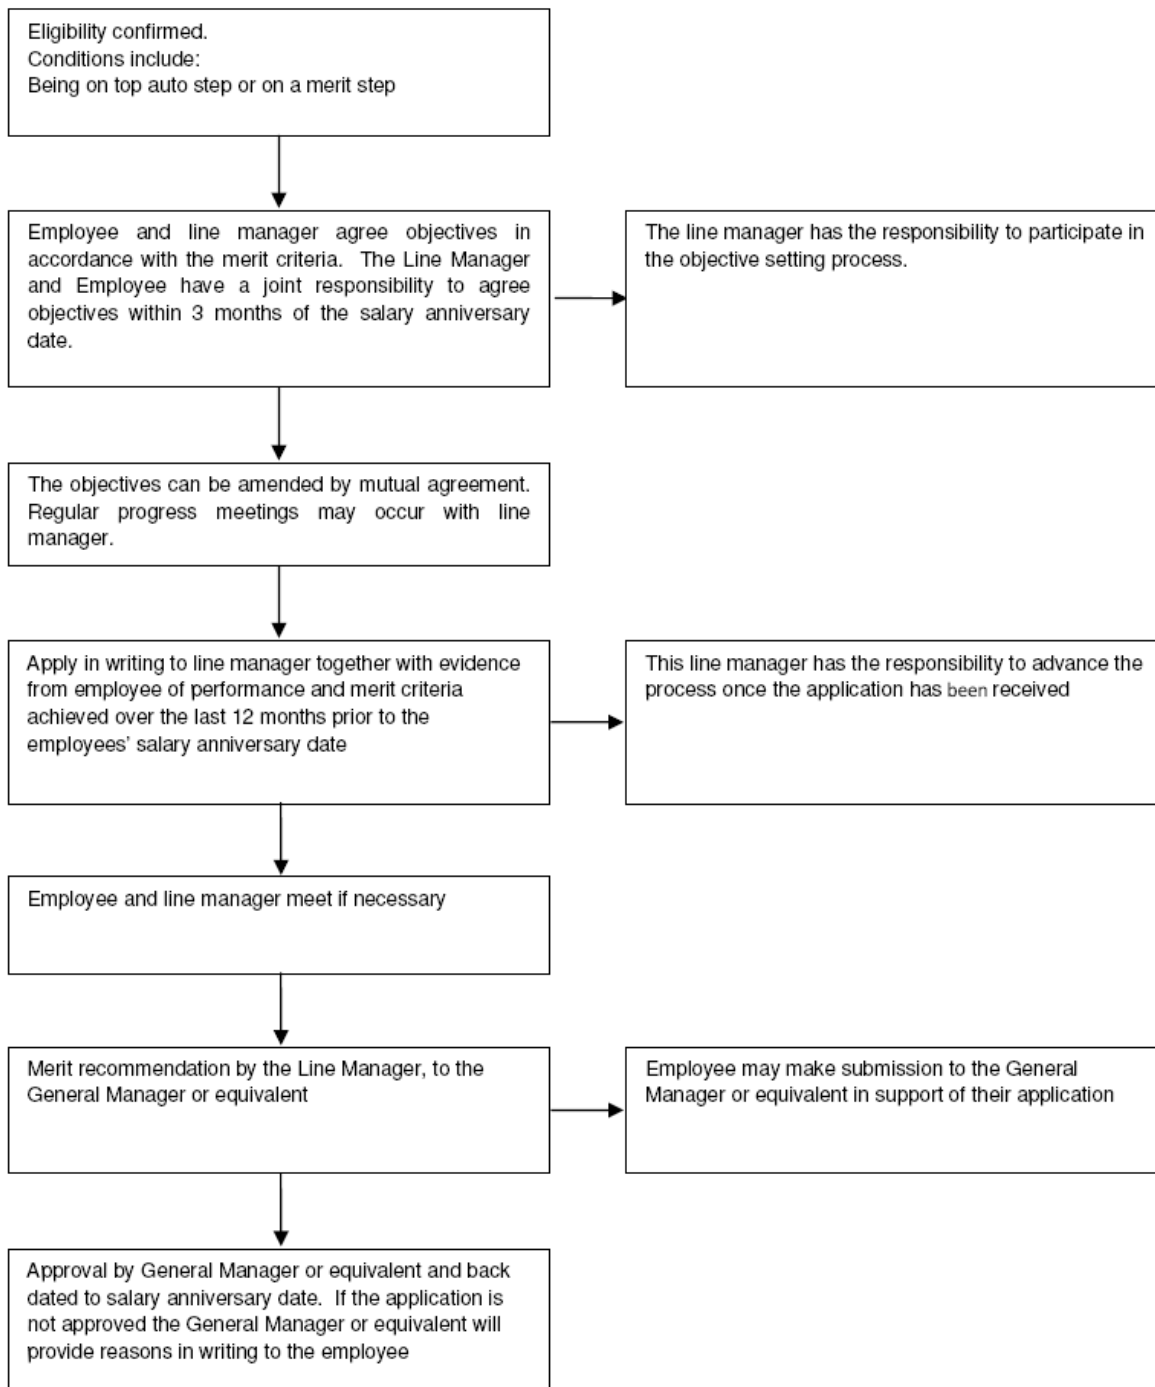 Eligibility confirmed.
Conditions include:
Being on top auto step or on a merit step
Employee and line manager agree objectives in
accordance with the merit criteria. The Line Manager
and Employee have a joint responsibility to agree
objectives within 3 months of the salary anniversary
date.
The line manager has the responsibility to participate in
the objective setting process.
The objectives can be amended by mutual agreement.
Regular progress meetings may occur with line
manager.
Apply in writing to line manager together with evidence
from employee of performance and merit criteria
achieved over the last 12 months prior to the
employees’ salary anniversary date
This line manager has the responsibility to advance the
process once the application has been received
Employee and line manager meet if necessary
Merit recommendation by the Line Manager, to the
General Manager or equivalent
Employee may make submission to the General
Manager or equivalent in support of their application
Approval by General Manager or equivalent and back
dated to salary anniversary date. If the application is
not approved the General Manager or equivalent will
provide reasons in writing to the employee